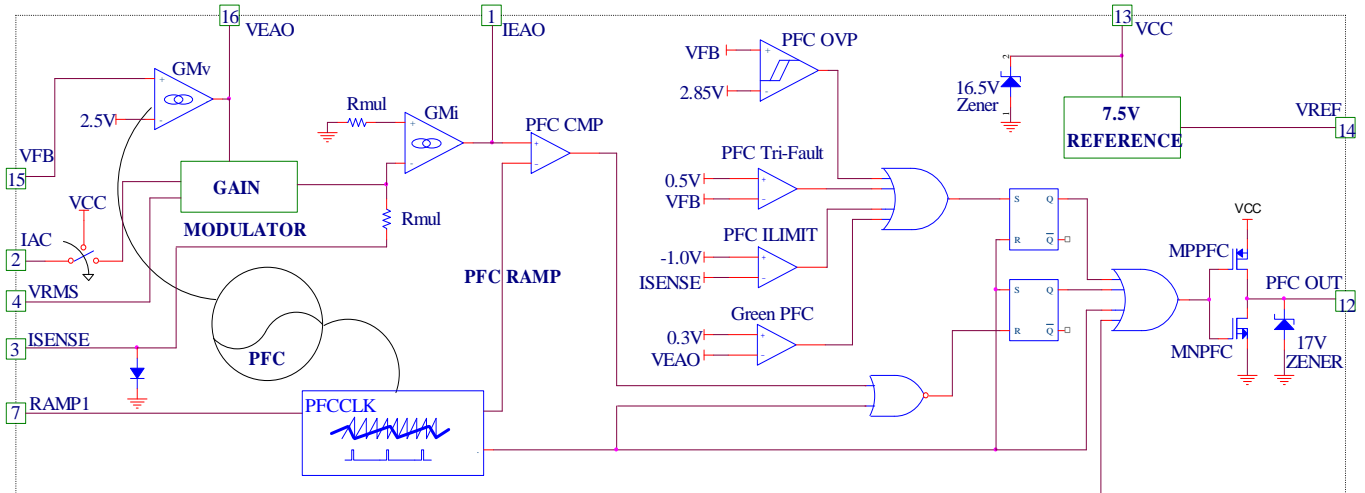 16
VEAO
1
IEAO
13
VCC
GMv
2.5V
VFB
15
GAIN
MODULATOR
VCC
IAC
2
VRMS
4
ISENSE
3
RAMP1
7
Rmul
GMi
Rmul
PFC CMP
PFC RAMP
PFC
PFCCLK
PFC OVP
VFB
2.85V
PFC Tri-Fault
0.5V
VFB
PFC ILIMIT
-1.0V
ISENSE
Green PFC
0.3V
VEAO
S Q
R Q
S Q
R Q
2
16.5V
Zener
1
7.5V
REFERENCE
VREF
14
VCC
MPPFC
PFC OUT
12
MNPFC
17V
ZENER